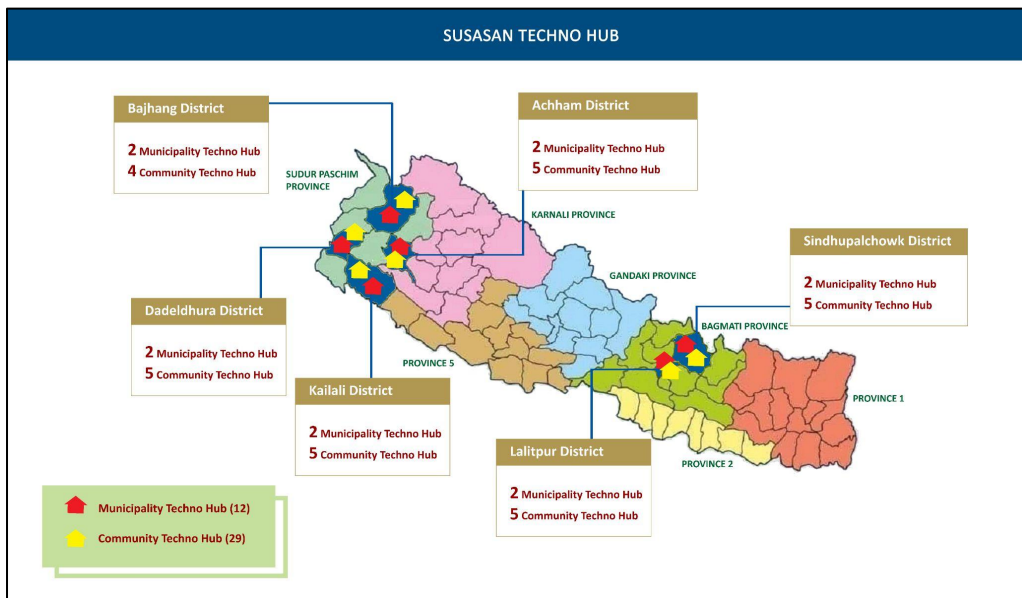 SUSASAN TECHNO HUB
Bajhang District
2 Municipality Techno Hub
4 Community Techno Hub
Achham District
2 Municipality Techno Hub
5 Community Techno Hub
SUDUR PASCHIM
PROVINCE
KARNALI PROVINCE
Sindhupalchowk District
2 Municipality Techno Hub
5 Community Techno Hub
GANDAKI PROVINCE
Dadeldhura District
2 Municipality Techno Hub
5 Community Techno Hub
BAGMATI PROVINCE
PROVINCE 5
Kailali District
2 Municipality Techno Hub
5 Community Techno Hub
PROVINCE 1
Lalitpur District
2 Municipality Techno Hub
5 Community Techno Hub
PROVINCE 2
Municipality Techno Hub (12)
Community Techno Hub (29)